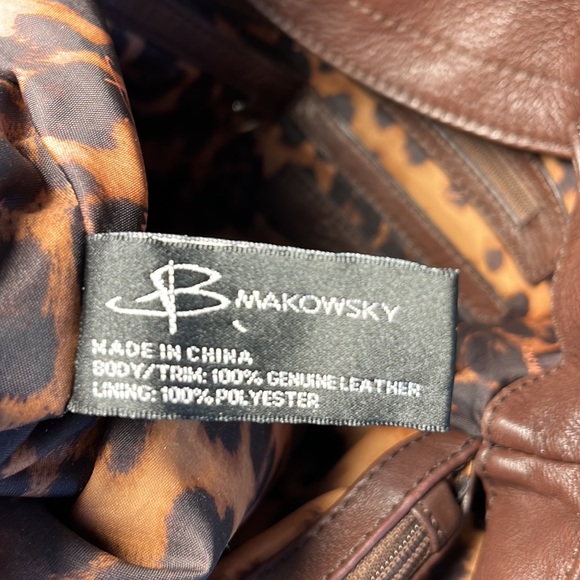 B MAKOWSKY
MADE IN CHINA
BODY/TRIM: 100% GENUINE LEATHER
LINING: 100% POLYESTER